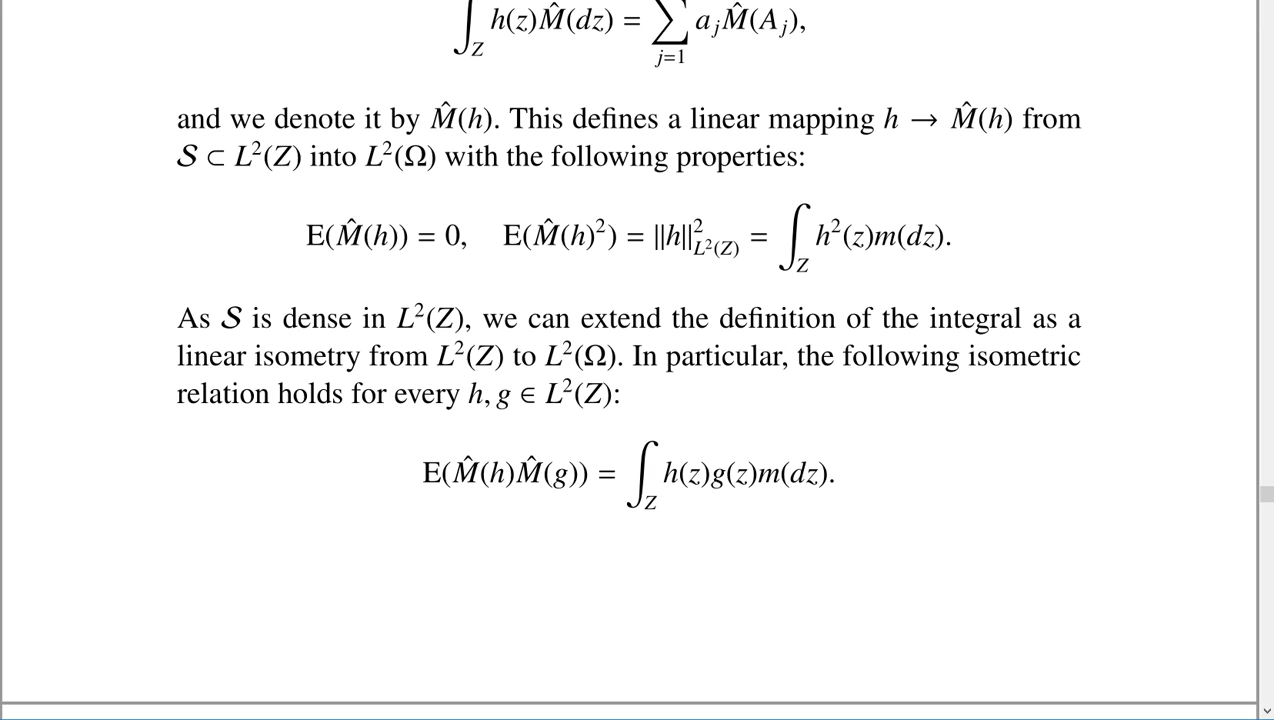 ∫_Z h(z)M̂(dz) = ∑_{j=1} a_j M̂(A_j),
and we denote it by M̂(h). This defines a linear mapping h → M̂(h) from
𝒮 ⊂ L²(Z) into L²(Ω) with the following properties:
E(M̂(h)) = 0, E(M̂(h)²) = ||h||²_{L²(Z)} = ∫_Z h²(z)m(dz).
As 𝒮 is dense in L²(Z), we can extend the definition of the integral as a
linear isometry from L²(Z) to L²(Ω). In particular, the following isometric
relation holds for every h, g ∈ L²(Z):
E(M̂(h)M̂(g)) = ∫_Z h(z)g(z)m(dz).